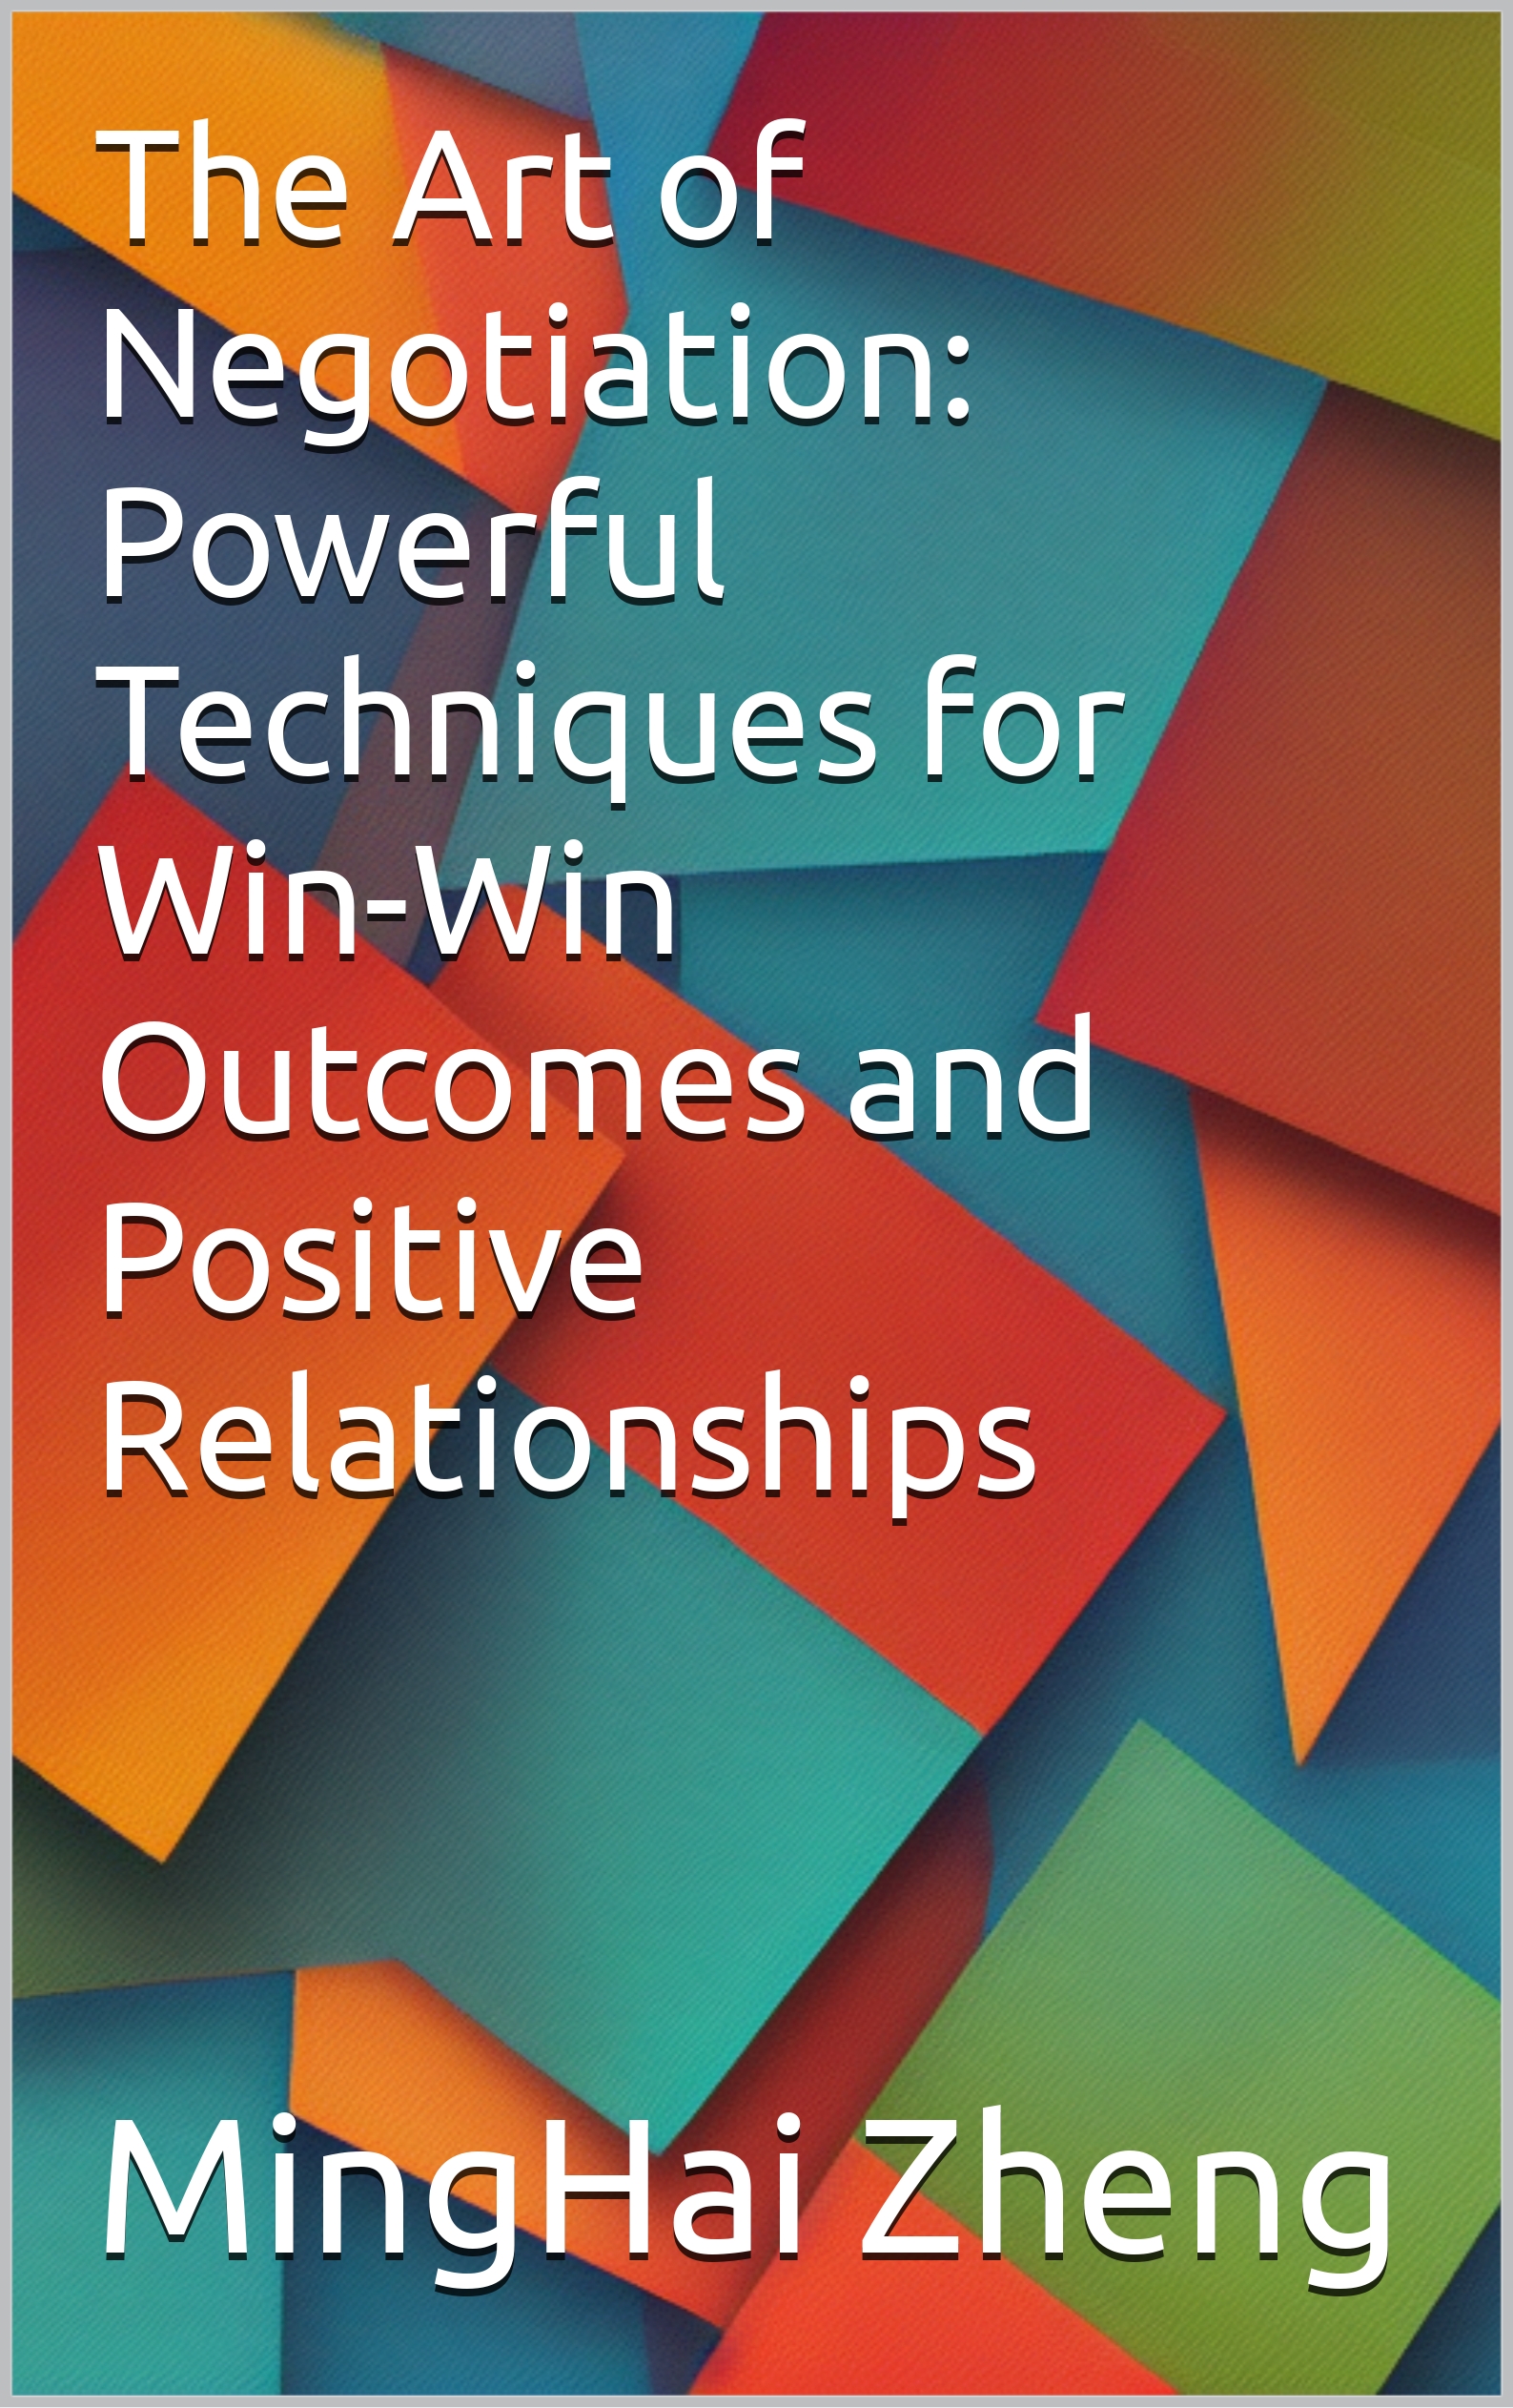 The Art of
Negotiation:
Powerful
Techniques for
Win-Win
Outcomes and
Positive
Relationships
MingHai Zheng